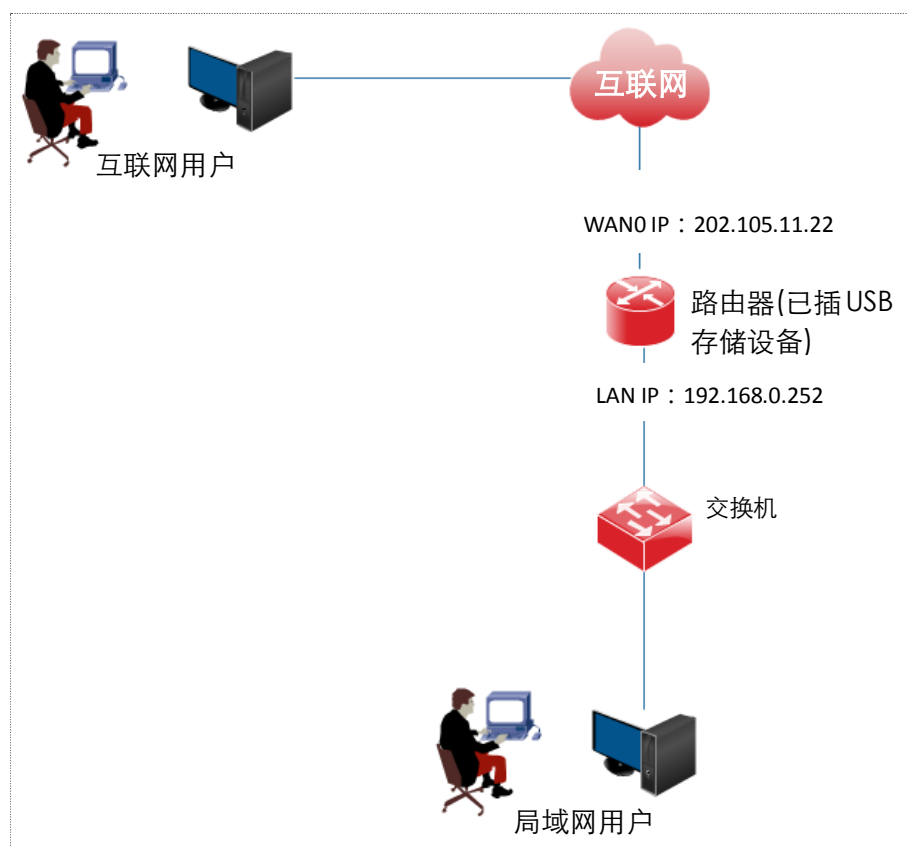 互联网
互联网用户
WAN0 IP：202.105.11.22
路由器(已插USB
存储设备)
LAN IP：192.168.0.252
交换机
局域网用户